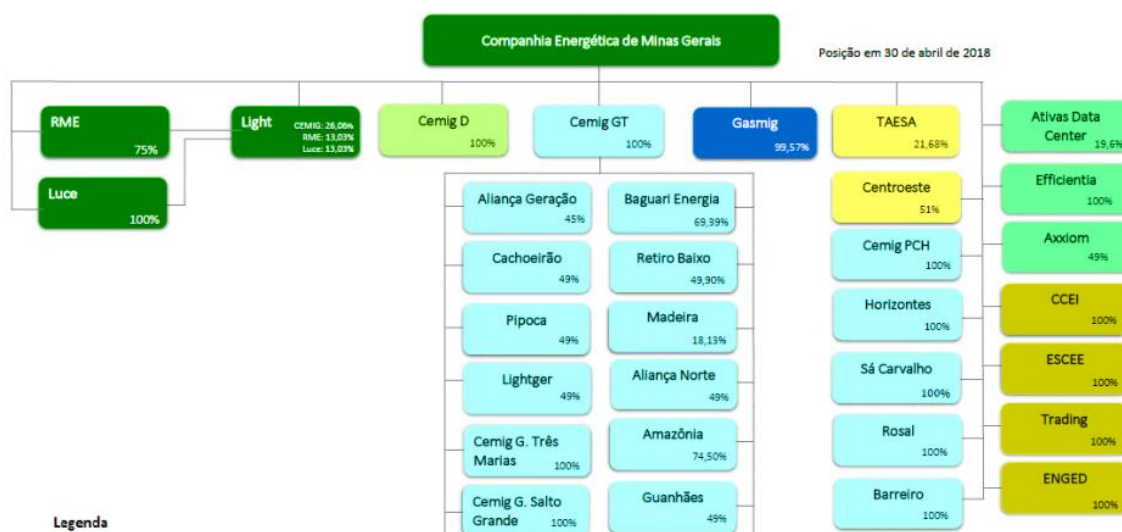 Companhia Energética de Minas Gerais
Posição em 30 de abril de 2018
RME
75%
Luce
100%
Light
CEMIG: 26,06%
RME: 13,03%
Luce: 13,03%
Cemig D
100%
Cemig GT
100%
Gasmig
99,57%
TAESA
21,68%
Ativas Data
Center
19,6%
Aliança Geração
45%
Baguari Energia
69,39%
Centroeste
51%
Efficientia
100%
Cachoeirão
49%
Retiro Baixo
49,90%
Cemig PCH
100%
Axxiom
49%
Pipoca
49%
Madeira
18,13%
Horizontes
100%
CCEI
100%
Lightger
49%
Aliança Norte
49%
Sá Carvalho
100%
ESCEE
100%
Cemig G. Três
Marias
100%
Amazônia
74,50%
Rosal
100%
Trading
100%
Cemig G. Salto
Grande
100%
Guanhães
49%
Barreiro
100%
ENGED
100%
Legenda